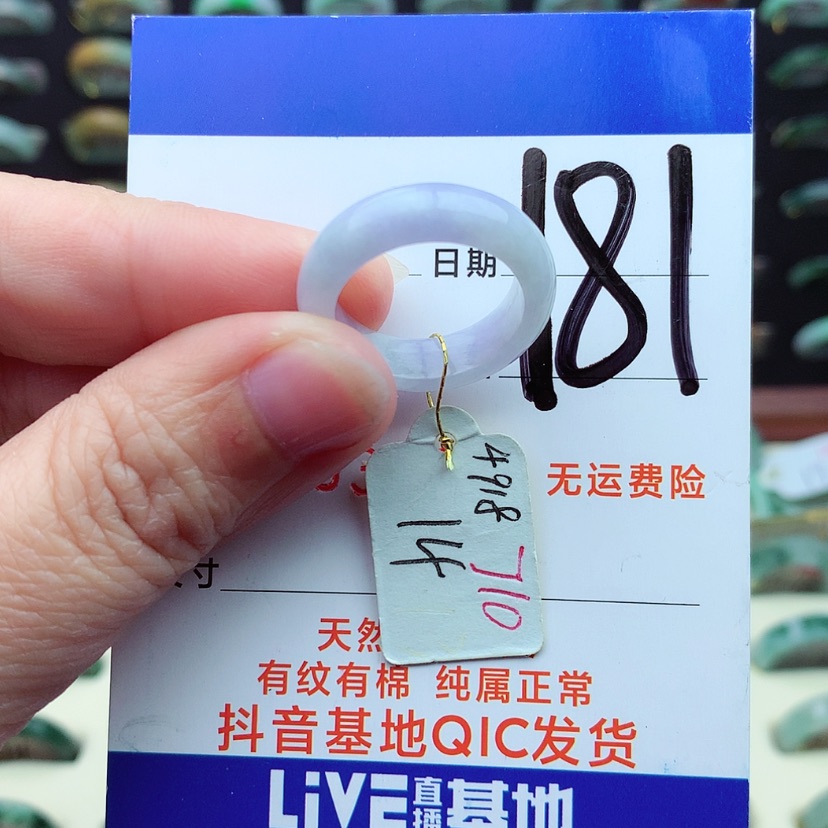 181
日期
无运费险
4918
710
14
寸
天然
有纹有棉 纯属正常
抖音基地QIC发货
LiVE直播基地